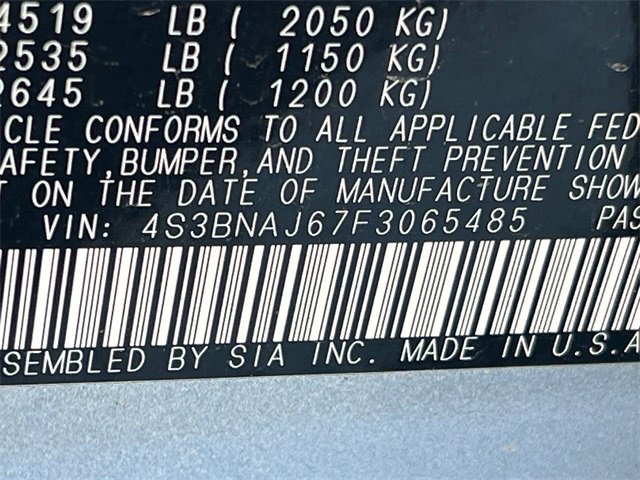 4519 LB ( 2050 KG)
2535 LB ( 1150 KG)
2645 LB ( 1200 KG)
CLE CONFORMS TO ALL APPLICABLE FED
AFETY, BUMPER, AND THEFT PREVENTION
T ON THE DATE OF MANUFACTURE SHOW
VIN: 4S3BNAJ67F3065485 PAS
SEMBLED BY SIA INC. MADE IN U.S.A